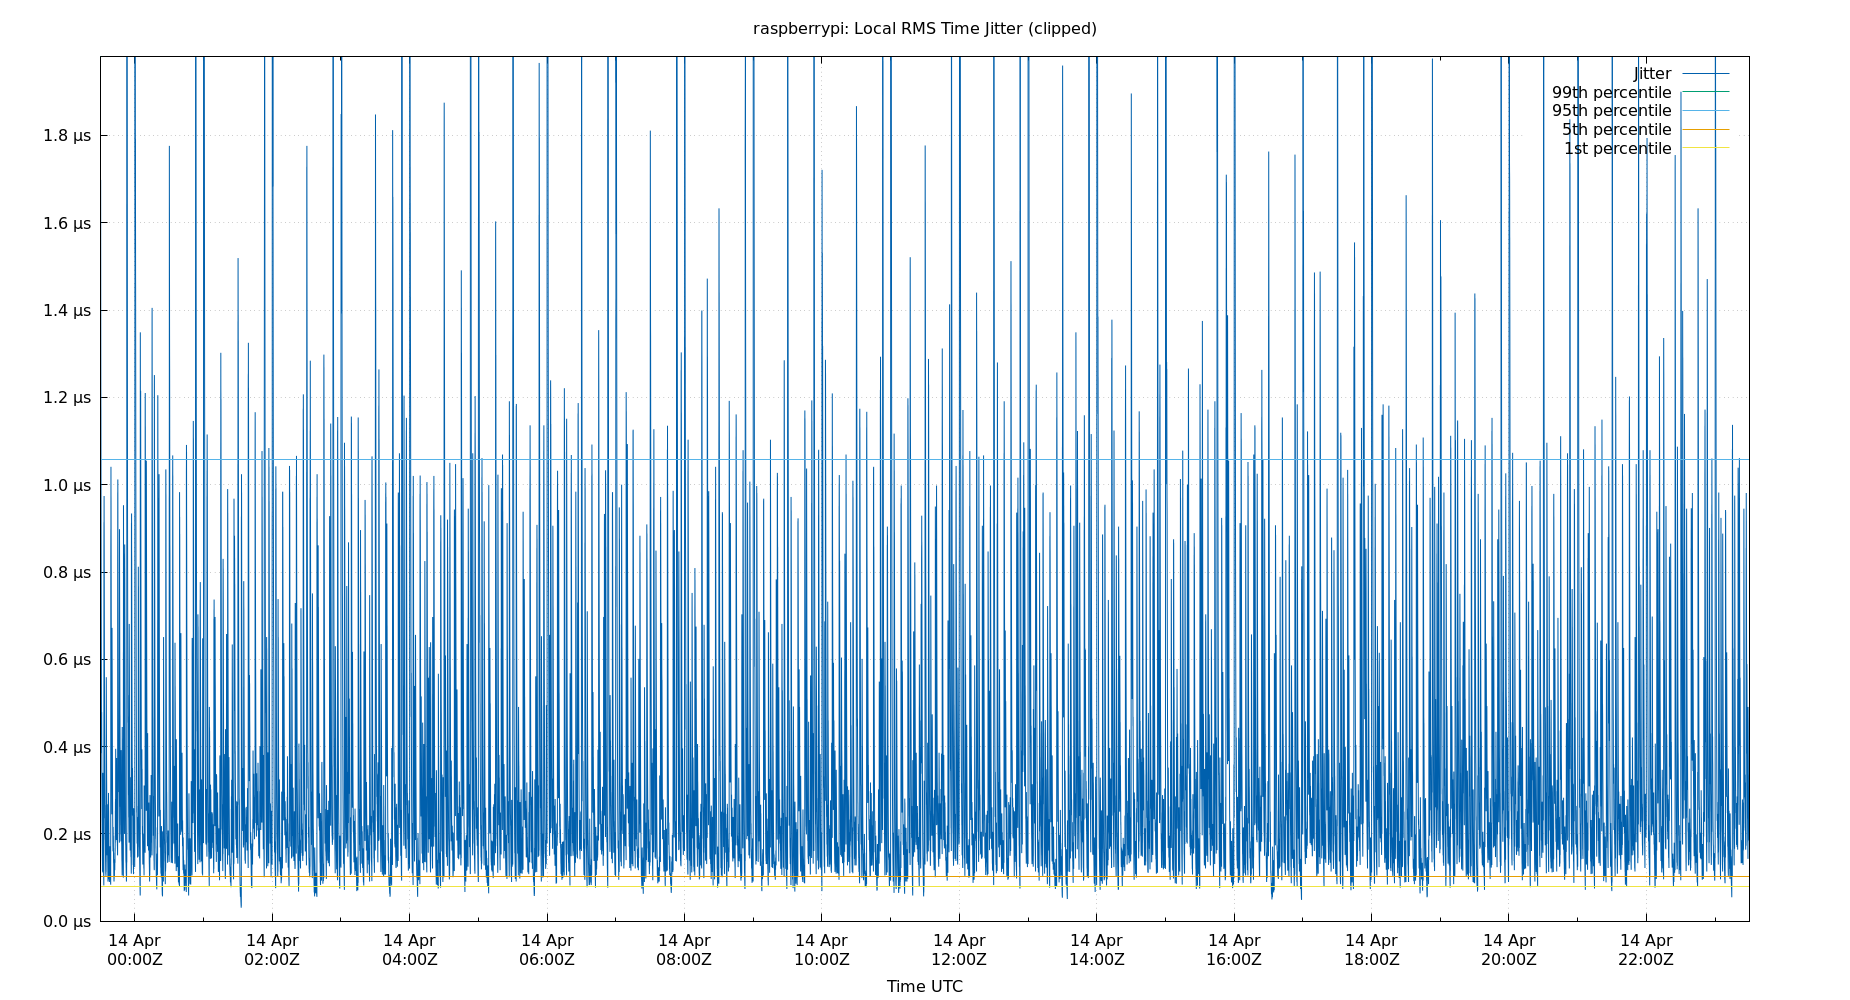 raspberrypi: Local RMS Time Jitter (clipped)
Jitter
99th percentile
95th percentile
5th percentile
1st percentile
1.8 µs
1.6 µs
1.4 µs
1.2 µs
1.0 µs
0.8 µs
0.6 µs
0.4 µs
0.2 µs
0.0 µs
14 Apr 14 Apr 14 Apr 14 Apr 14 Apr 14 Apr 14 Apr 14 Apr 14 Apr 14 Apr 14 Apr 14 Apr
00:00Z 02:00Z 04:00Z 06:00Z 08:00Z 10:00Z 12:00Z 14:00Z 16:00Z 18:00Z 20:00Z 22:00Z
Time UTC